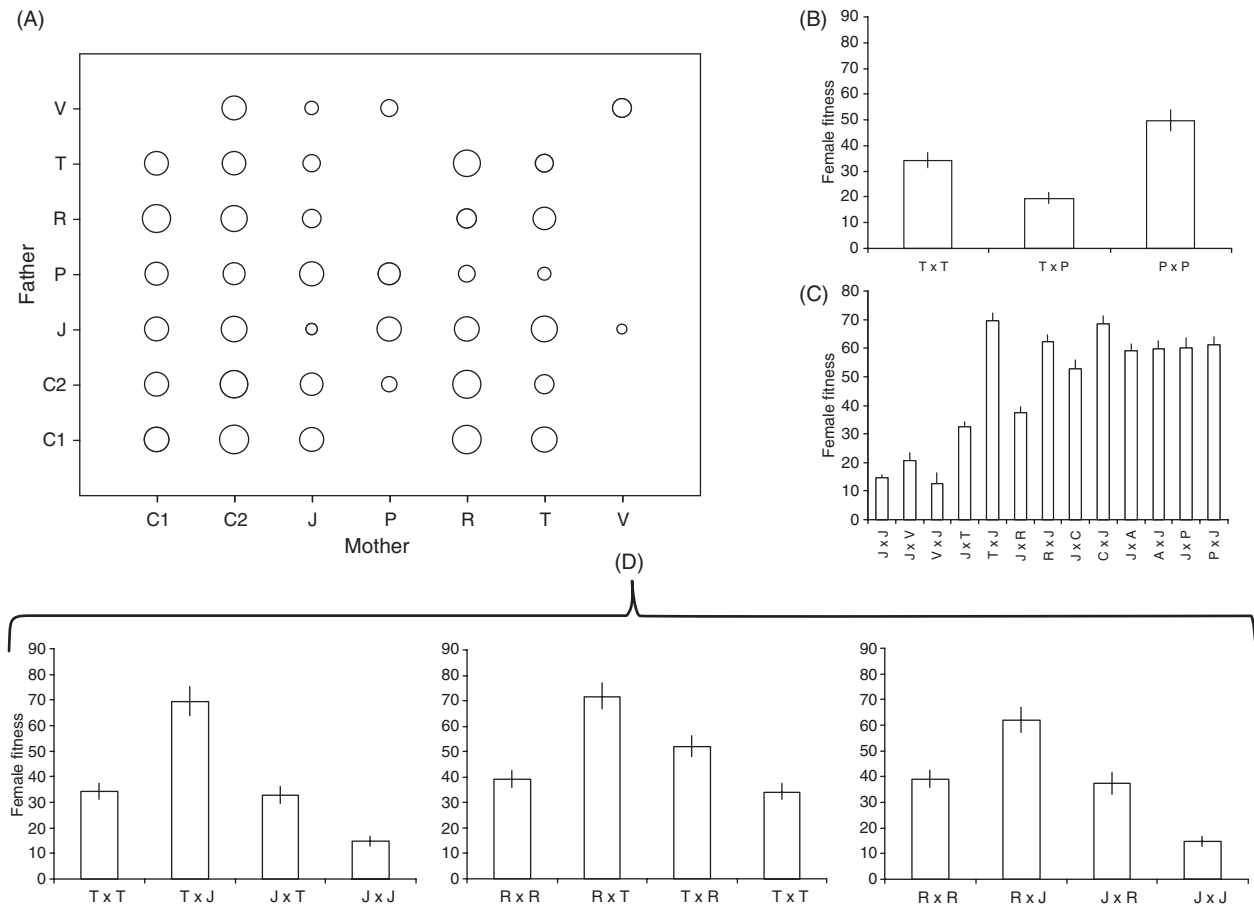 (A)
Father
V
T
R
P
J
C2
C1
C1 C2 J P R T V
Mother
(B)
Female fitness
90
80
70
60
50
40
30
20
10
0
T x T T x P P x P
(C)
Female fitness
80
70
60
50
40
30
20
10
0
J x J
J x V
V x J
J x T
T x J
J x R
R x J
J x C
C x J
J x A
A x J
J x P
P x J
(D)
Female fitness
90
80
70
60
50
40
30
20
10
0
T x T T x J J x T J x J
90
80
70
60
50
40
30
20
10
0
R x R R x T T x R T x T
90
80
70
60
50
40
30
20
10
0
R x R R x J J x R J x J